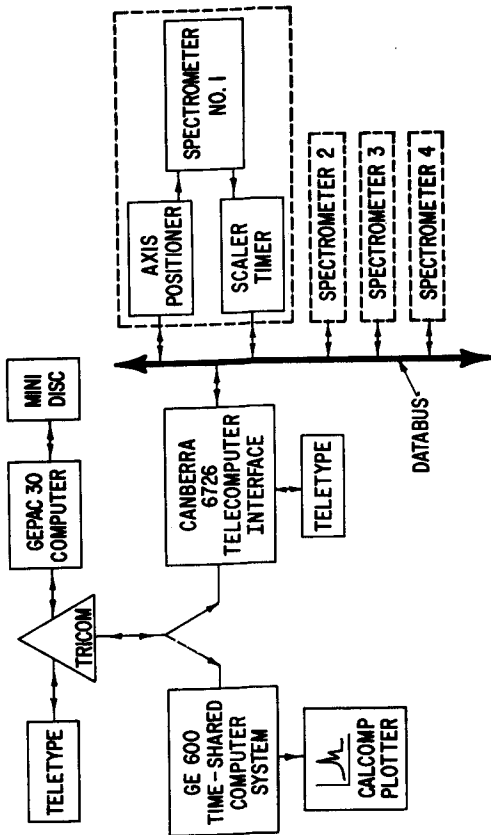 TELETYPE
TRICOM
GEPAC 30
COMPUTER
MINI
DISC
GE 600
TIME-SHARED
COMPUTER
SYSTEM
CALCOMP
PLOTTER
CANBERRA
6726
TELECOMPUTER
INTERFACE
TELETYPE
DATABUS
AXIS
POSITIONER
SCALER
TIMER
SPECTROMETER
NO. 1
SPECTROMETER 2
SPECTROMETER 3
SPECTROMETER 4